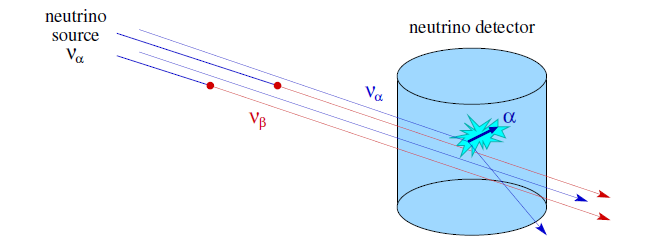 neutrino
source
να
neutrino detector
να
νβ
α